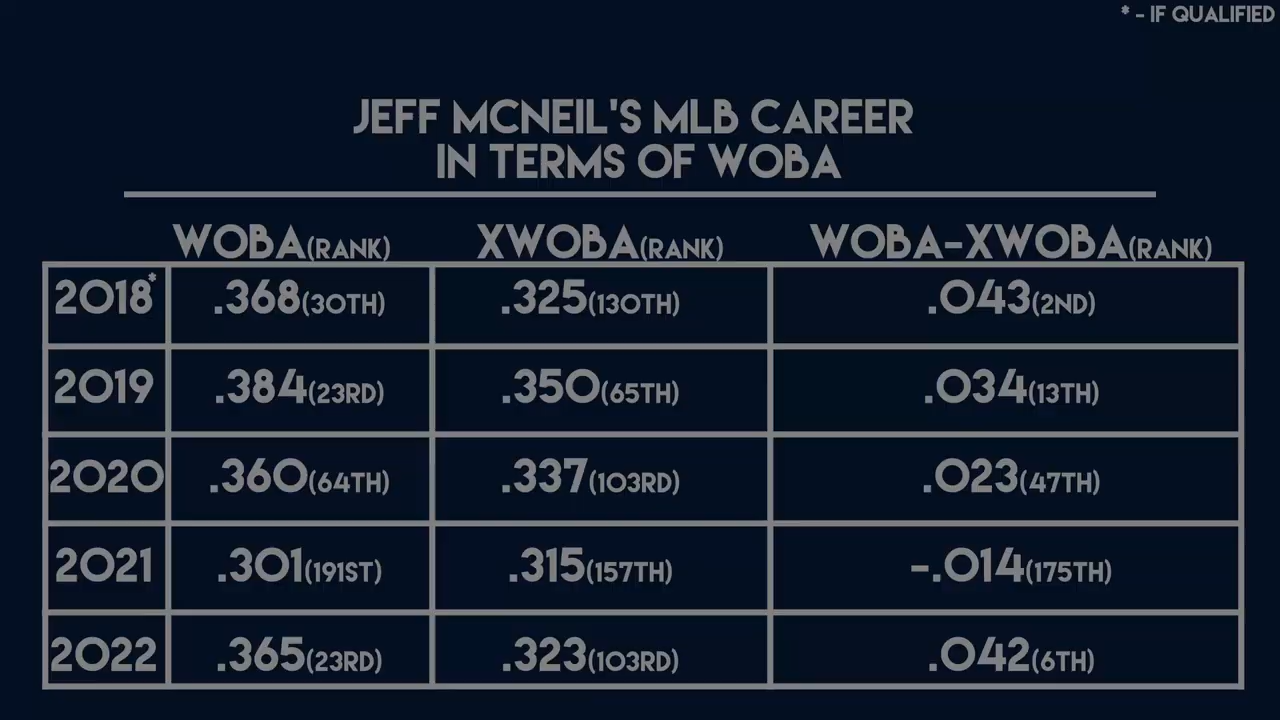 * - IF QUALIFIED
JEFF MCNEIL'S MLB CAREER
IN TERMS OF WOBA
WOBA(RANK) XWOBA(RANK) WOBA-XWOBA(RANK)
2018* .368(30TH) .325(130TH) .043(2ND)
2019 .384(23RD) .350(65TH) .034(13TH)
2020 .360(64TH) .337(103RD) .023(47TH)
2021 .301(191ST) .315(157TH) -.014(175TH)
2022 .365(23RD) .323(103RD) .042(6TH)